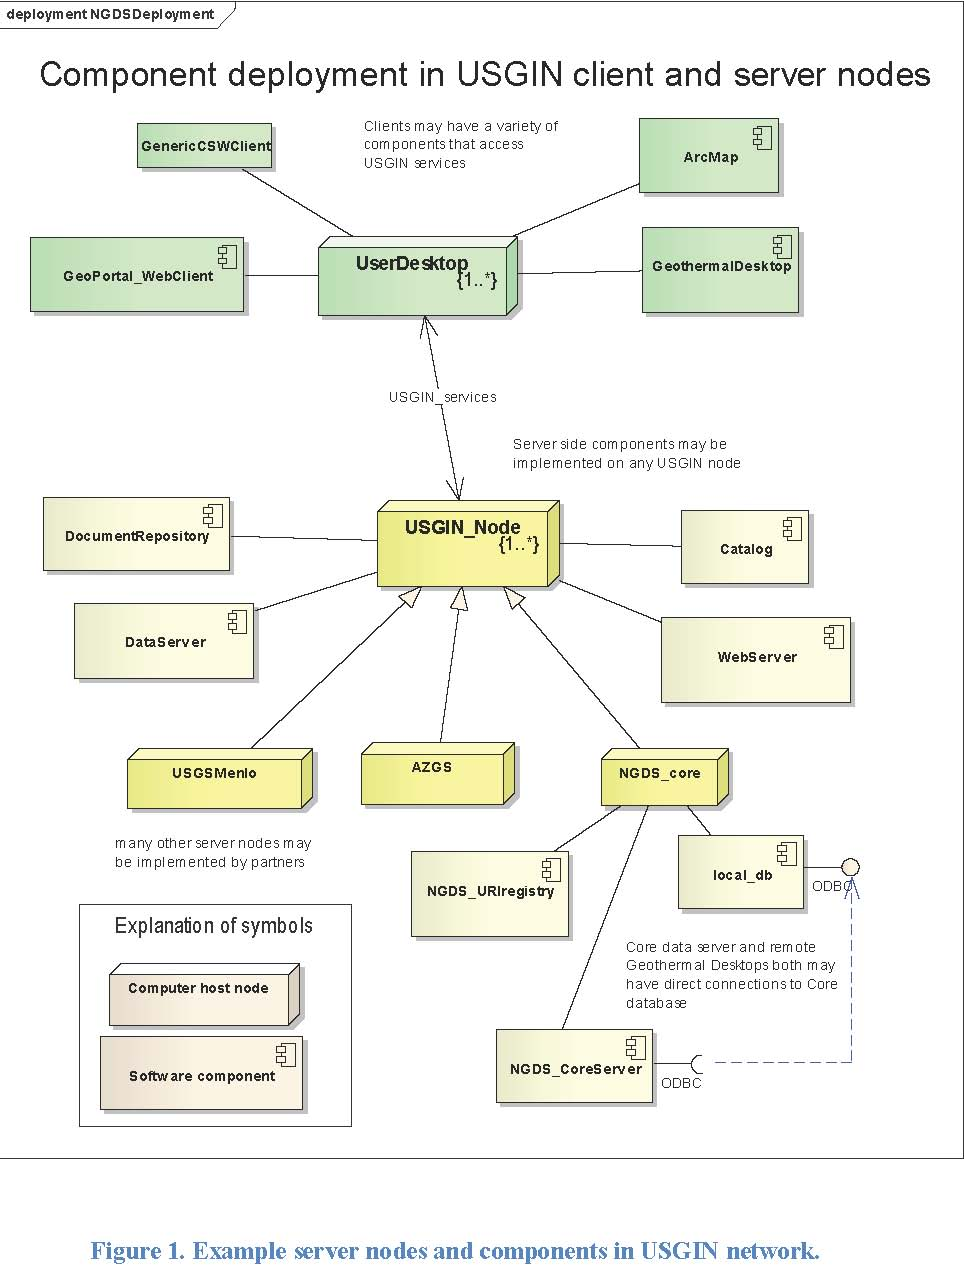 deployment NGDSDeployment
Component deployment in USGIN client and server nodes
GenericCSWClient
Clients may have a variety of
components that access
USGIN services
ArcMap
GeoPortal_WebClient
UserDesktop
{1..*}
GeothermalDesktop
USGIN_services
Server side components may be
implemented on any USGIN node
DocumentRepository
USGIN_Node
{1..*}
Catalog
DataServer
WebServer
USGSMenlo
AZGS
NGDS_core
many other server nodes may
be implemented by partners
NGDS_URIregistry
local_db
ODBC
Explanation of symbols
Computer host node
Software component
Core data server and remote
Geothermal Desktops both may
have direct connections to Core
database
NGDS_CoreServer
ODBC
Figure 1. Example server nodes and components in USGIN network.